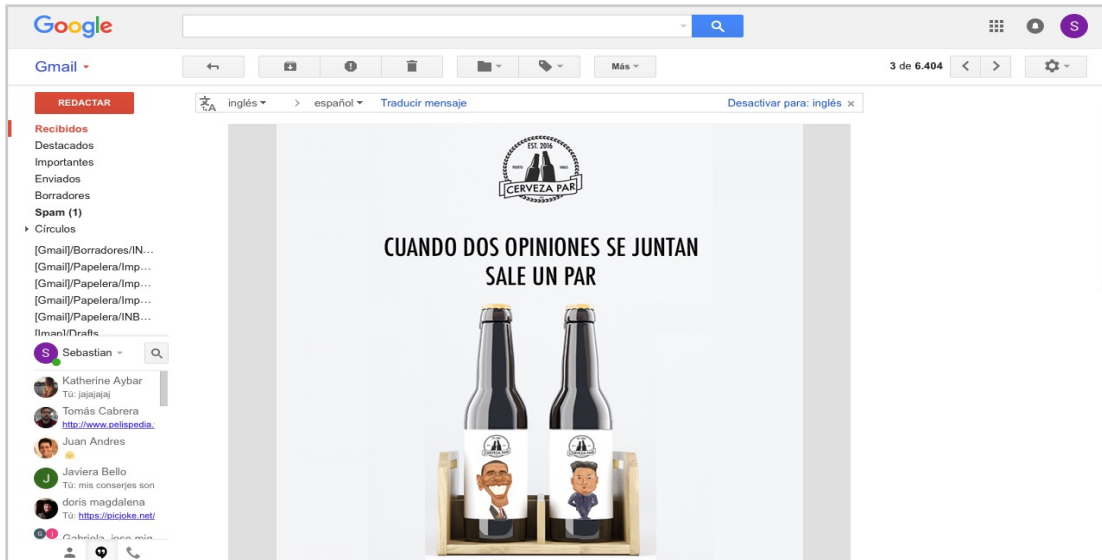 Google
S
Gmail
Más
3 de 6.404
REDACTAR
inglés > español Traducir mensaje Desactivar para: inglés ×
Recibidos
Destacados
Importantes
Enviados
Borradores
Spam (1)
Círculos
[Gmail]/Borradores/IN...
[Gmail]/Papelera/Imp...
[Gmail]/Papelera/Imp...
[Gmail]/Papelera/Imp...
[Gmail]/Papelera/INB...
[Imap]/Drafts
S Sebastian
Katherine Aybar
Tú: jajajajaj
Tomás Cabrera
http://www.pelispedia.
Juan Andres
J Javiera Bello
Tú: mis conserjes son
doris magdalena
Tú: https://picjoke.net/
G J Gabriela, jose mig...
EST. 2016
CERVEZA PAR
CUANDO DOS OPINIONES SE JUNTAN
SALE UN PAR
CERVEZA PAR
CERVEZA PAR